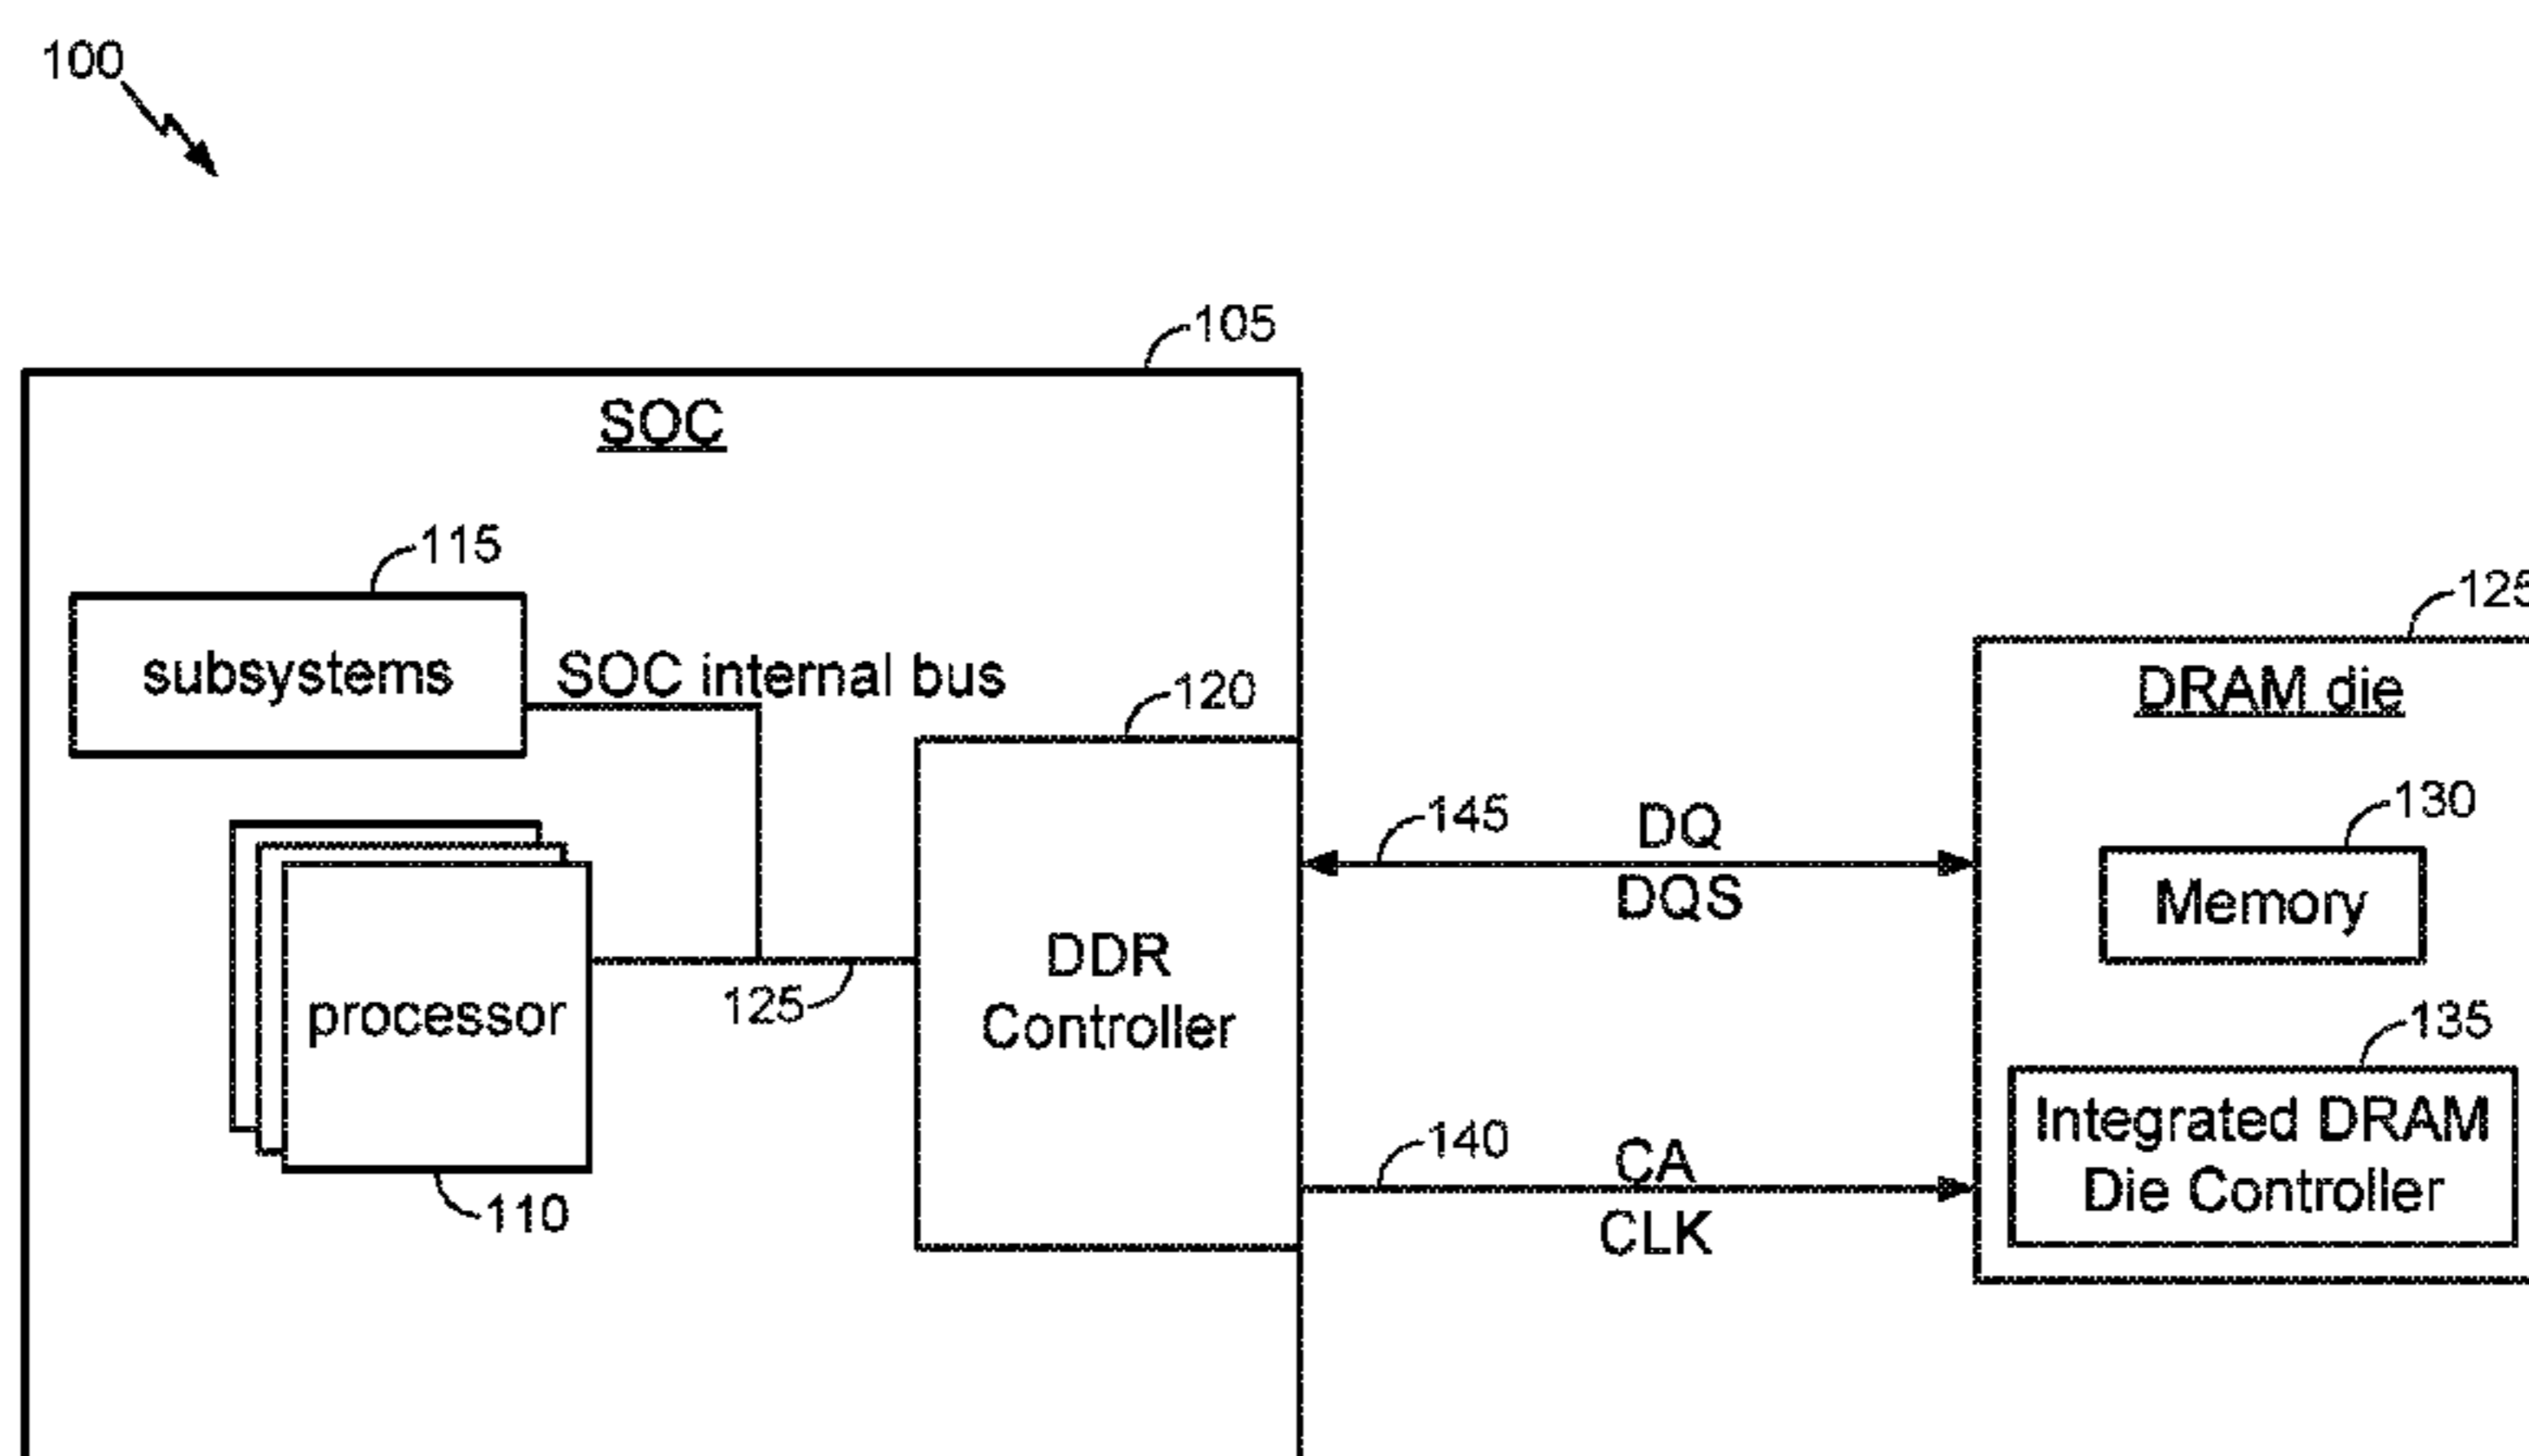 100
105
SOC
115
subsystems
SOC internal bus
120
125
DRAM die
145
DQ
DQS
130
Memory
DDR
Controller
125
processor
110
135
Integrated DRAM
Die Controller
140
CA
CLK